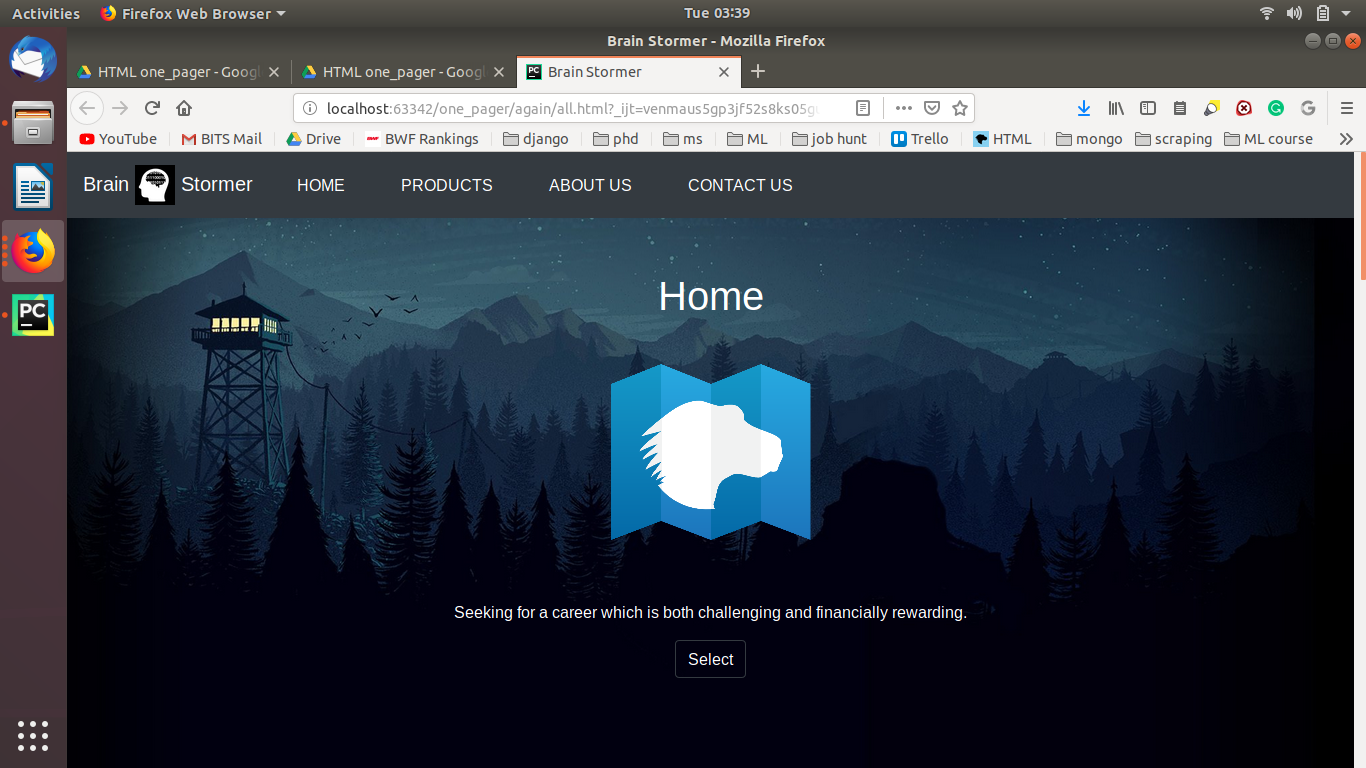 Activities Firefox Web Browser Tue 03:39
Brain Stormer - Mozilla Firefox
HTML one_pager - Googl HTML one_pager - Googl PC Brain Stormer
localhost:63342/one_pager/again/all.html?_ijt=venmaus5gp3jf52s8ks05g
YouTube BITS Mail Drive BWF Rankings django phd ms ML job hunt Trello HTML mongo scraping ML course
Brain Stormer HOME PRODUCTS ABOUT US CONTACT US
Home
PC
Seeking for a career which is both challenging and financially rewarding.
Select